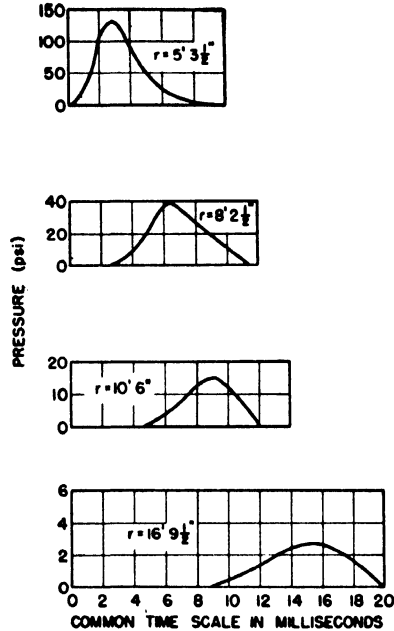 150
100
50
0
r = 5' 3 1/2"
40
20
0
r = 8' 2 1/2"
PRESSURE (psi)
20
10
0
r = 10' 6"
6
4
2
0
r = 16' 9 1/2"
0 2 4 6 8 10 12 14 16 18 20
COMMON TIME SCALE IN MILLISECONDS